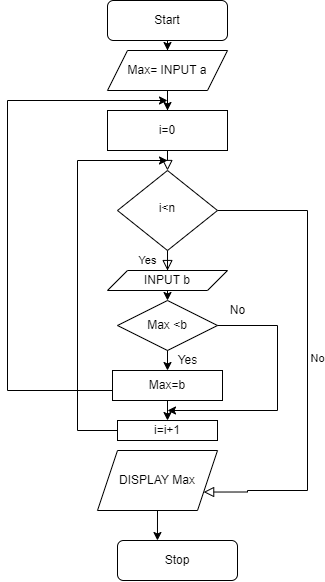 Start
Max= INPUT a
i=0
i<n
Yes
INPUT b
No
Max <b
Yes
No
Max=b
i=i+1
DISPLAY Max
Stop